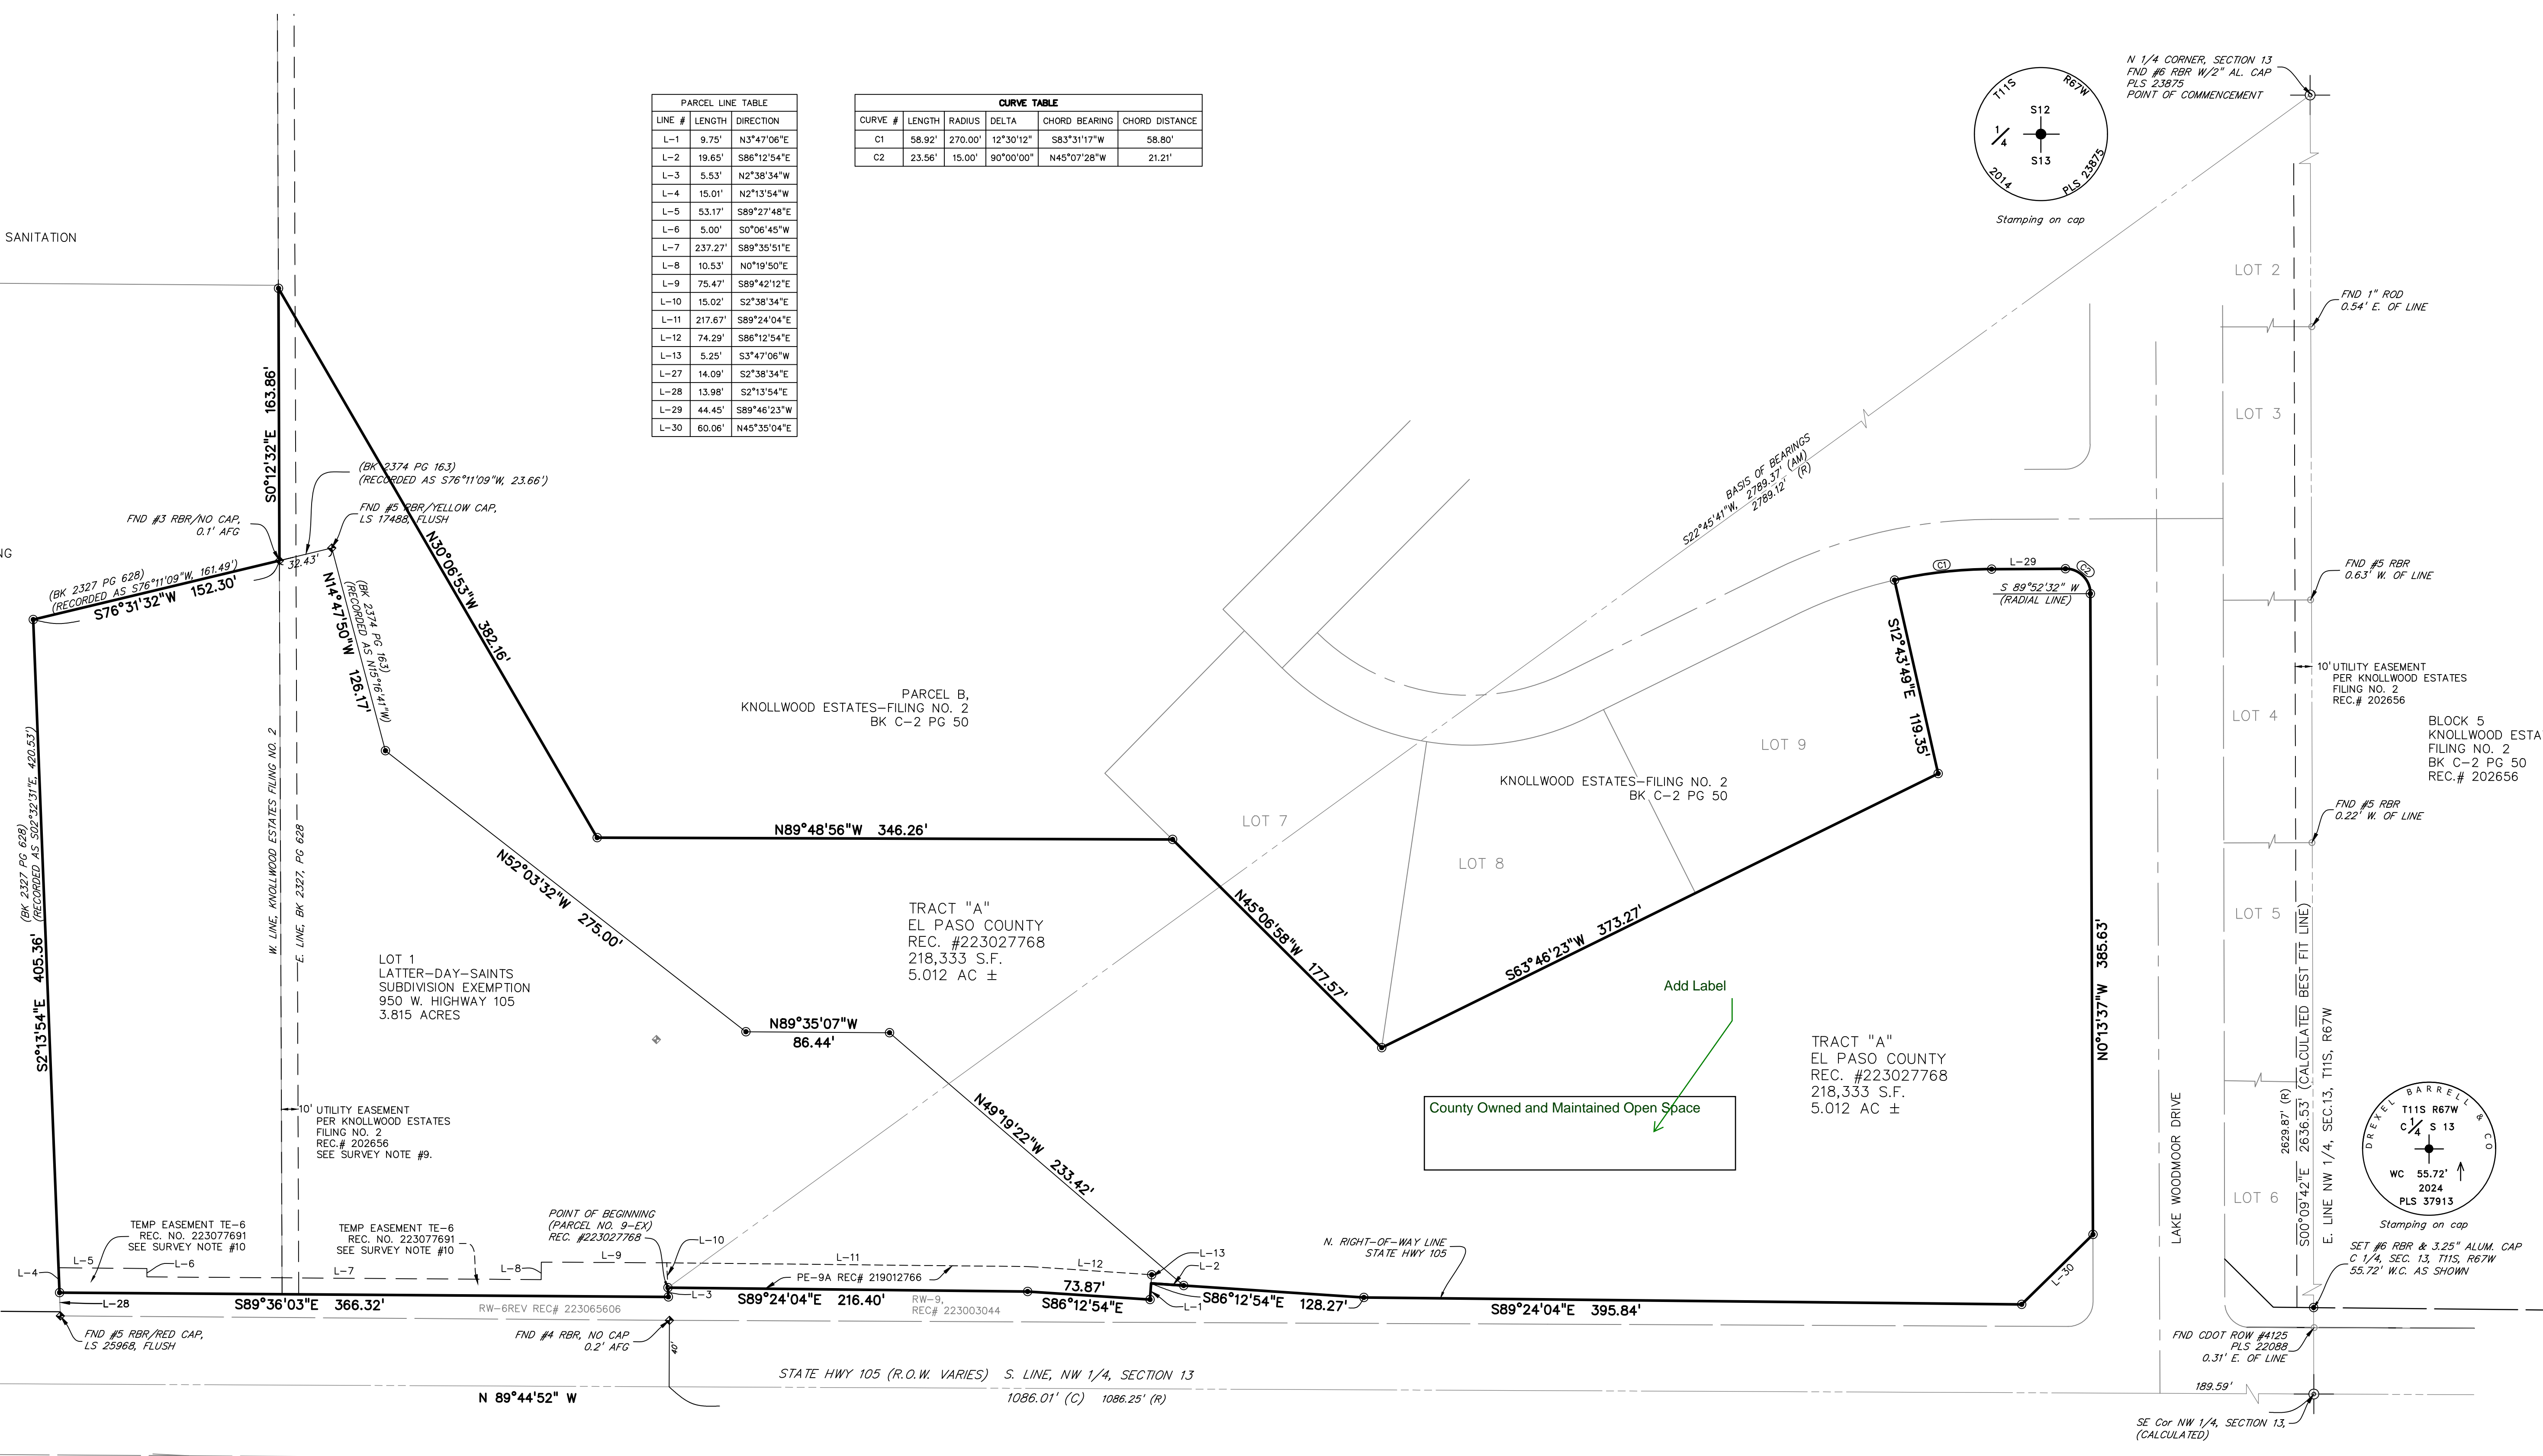 N 1/4 CORNER, SECTION 13
FND #6 RBR W/2" AL. CAP
PLS 23875
POINT OF COMMENCEMENT
T11S
R67W
S12
1/4
S13
2014
PLS 23875
Stamping on cap
PARCEL LINE TABLE
LINE # LENGTH DIRECTION
L-1 9.75' N3°47'06"E
L-2 19.65' S86°12'54"E
L-3 5.53' N2°38'34"W
L-4 15.01' N2°13'54"W
L-5 53.17' S89°27'48"E
L-6 5.00' S0°06'45"W
L-7 237.27' S89°35'51"E
L-8 10.53' N0°19'50"E
L-9 75.47' S89°42'12"E
L-10 15.02' S2°38'34"E
L-11 217.67' S89°24'04"E
L-12 74.29' S86°12'54"E
L-13 5.25' S3°47'06"W
L-27 14.09' S2°38'34"E
L-28 13.98' S2°13'54"E
L-29 44.45' S89°46'23"W
L-30 60.06' N45°35'04"E
CURVE TABLE
CURVE # LENGTH RADIUS DELTA CHORD BEARING CHORD DISTANCE
C1 58.92' 270.00' 12°30'12" S83°31'17"W 58.80'
C2 23.56' 15.00' 90°00'00" N45°07'28"W 21.21'
SANITATION
NG
S0°12'32"E 163.86'
(BK 2374 PG 163)
(RECORDED AS S76°11'09"W, 23.66')
FND #5 RBR/YELLOW CAP,
LS 17488, FLUSH
FND #3 RBR/NO CAP,
0.1' AFG
32.43'
(BK 2327 PG 628)
(RECORDED AS S76°11'09"W, 161.49')
S76°31'32"W 152.30'
(BK 2374 PG 163)
(RECORDED AS N15°16'41"W)
N14°47'50"W 126.17'
N30°06'53"W 382.16'
(BK 2327 PG 628)
(RECORDED AS S02°32'31"E, 420.53')
S2°13'54"E 405.36'
W. LINE, KNOLLWOOD ESTATES FILING NO. 2
E. LINE, BK 2327, PG 628
PARCEL B,
KNOLLWOOD ESTATES-FILING NO. 2
BK C-2 PG 50
N89°48'56"W 346.26'
N52°03'32"W 275.00'
LOT 1
LATTER-DAY-SAINTS
SUBDIVISION EXEMPTION
950 W. HIGHWAY 105
3.815 ACRES
TRACT "A"
EL PASO COUNTY
REC. #223027768
218,333 S.F.
5.012 AC ±
N89°35'07"W
86.44'
N49°19'22"W 233.42'
N45°06'58"W 177.57'
S63°46'23"W 373.27'
BASIS OF BEARINGS
S22°45'41"W, 2789.37' (AM)
2789.12' (R)
LOT 7
LOT 8
LOT 9
KNOLLWOOD ESTATES-FILING NO. 2
BK C-2 PG 50
S12°43'49"E 119.35'
C1
L-29
C2
S 89°52'32" W
(RADIAL LINE)
N0°13'37"W 385.63'
Add Label
County Owned and Maintained Open Space
TRACT "A"
EL PASO COUNTY
REC. #223027768
218,333 S.F.
5.012 AC ±
LAKE WOODMOOR DRIVE
LOT 2
LOT 3
LOT 4
LOT 5
LOT 6
FND 1" ROD
0.54' E. OF LINE
FND #5 RBR
0.63' W. OF LINE
10' UTILITY EASEMENT
PER KNOLLWOOD ESTATES
FILING NO. 2
REC.# 202656
BLOCK 5
KNOLLWOOD ESTA
FILING NO. 2
BK C-2 PG 50
REC.# 202656
FND #5 RBR
0.22' W. OF LINE
2629.87' (R)
S00°09'42"E 2636.53' (CALCULATED BEST FIT LINE)
E. LINE NW 1/4, SEC.13, T11S, R67W
DREXEL BARRELL & CO
T11S R67W
C 1/4 S 13
WC 55.72'
2024
PLS 37913
Stamping on cap
SET #6 RBR & 3.25" ALUM. CAP
C 1/4, SEC. 13, T11S, R67W
55.72' W.C. AS SHOWN
FND CDOT ROW #4125
PLS 22088
0.31' E. OF LINE
189.59'
SE Cor NW 1/4, SECTION 13,
(CALCULATED)
10' UTILITY EASEMENT
PER KNOLLWOOD ESTATES
FILING NO. 2
REC.# 202656
SEE SURVEY NOTE #9.
TEMP EASEMENT TE-6
REC. NO. 223077691
SEE SURVEY NOTE #10
TEMP EASEMENT TE-6
REC. NO. 223077691
SEE SURVEY NOTE #10
POINT OF BEGINNING
(PARCEL NO. 9-EX)
REC. #223027768
L-4
L-5
L-6
L-7
L-8
L-9
L-10
L-11
L-12
L-13
L-2
L-1
L-3
L-28
L-30
PE-9A REC# 219012766
N. RIGHT-OF-WAY LINE
STATE HWY 105
S89°36'03"E 366.32'
RW-6REV REC# 223065606
S89°24'04"E 216.40'
RW-9,
REC# 223003044
73.87'
S86°12'54"E
S86°12'54"E 128.27'
S89°24'04"E 395.84'
FND #5 RBR/RED CAP,
LS 25968, FLUSH
FND #4 RBR, NO CAP
0.2' AFG
40'
STATE HWY 105 (R.O.W. VARIES) S. LINE, NW 1/4, SECTION 13
N 89°44'52" W
1086.01' (C) 1086.25' (R)